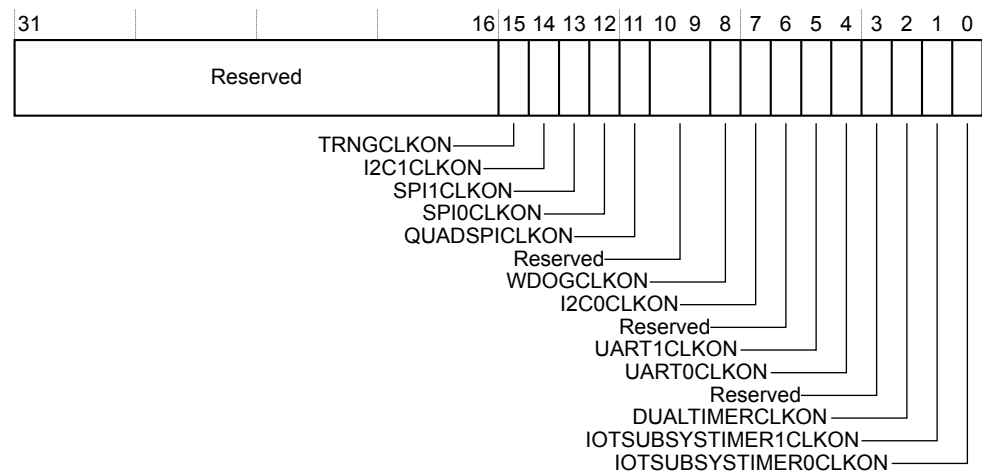 31 16 15 14 13 12 11 10 9 8 7 6 5 4 3 2 1 0
Reserved
TRNGCLKON
I2C1CLKON
SPI1CLKON
SPI0CLKON
QUADSPICLKON
Reserved
WDOGCLKON
I2C0CLKON
Reserved
UART1CLKON
UART0CLKON
Reserved
DUALTIMERCLKON
IOTSUBSYSTIMER1CLKON
IOTSUBSYSTIMER0CLKON